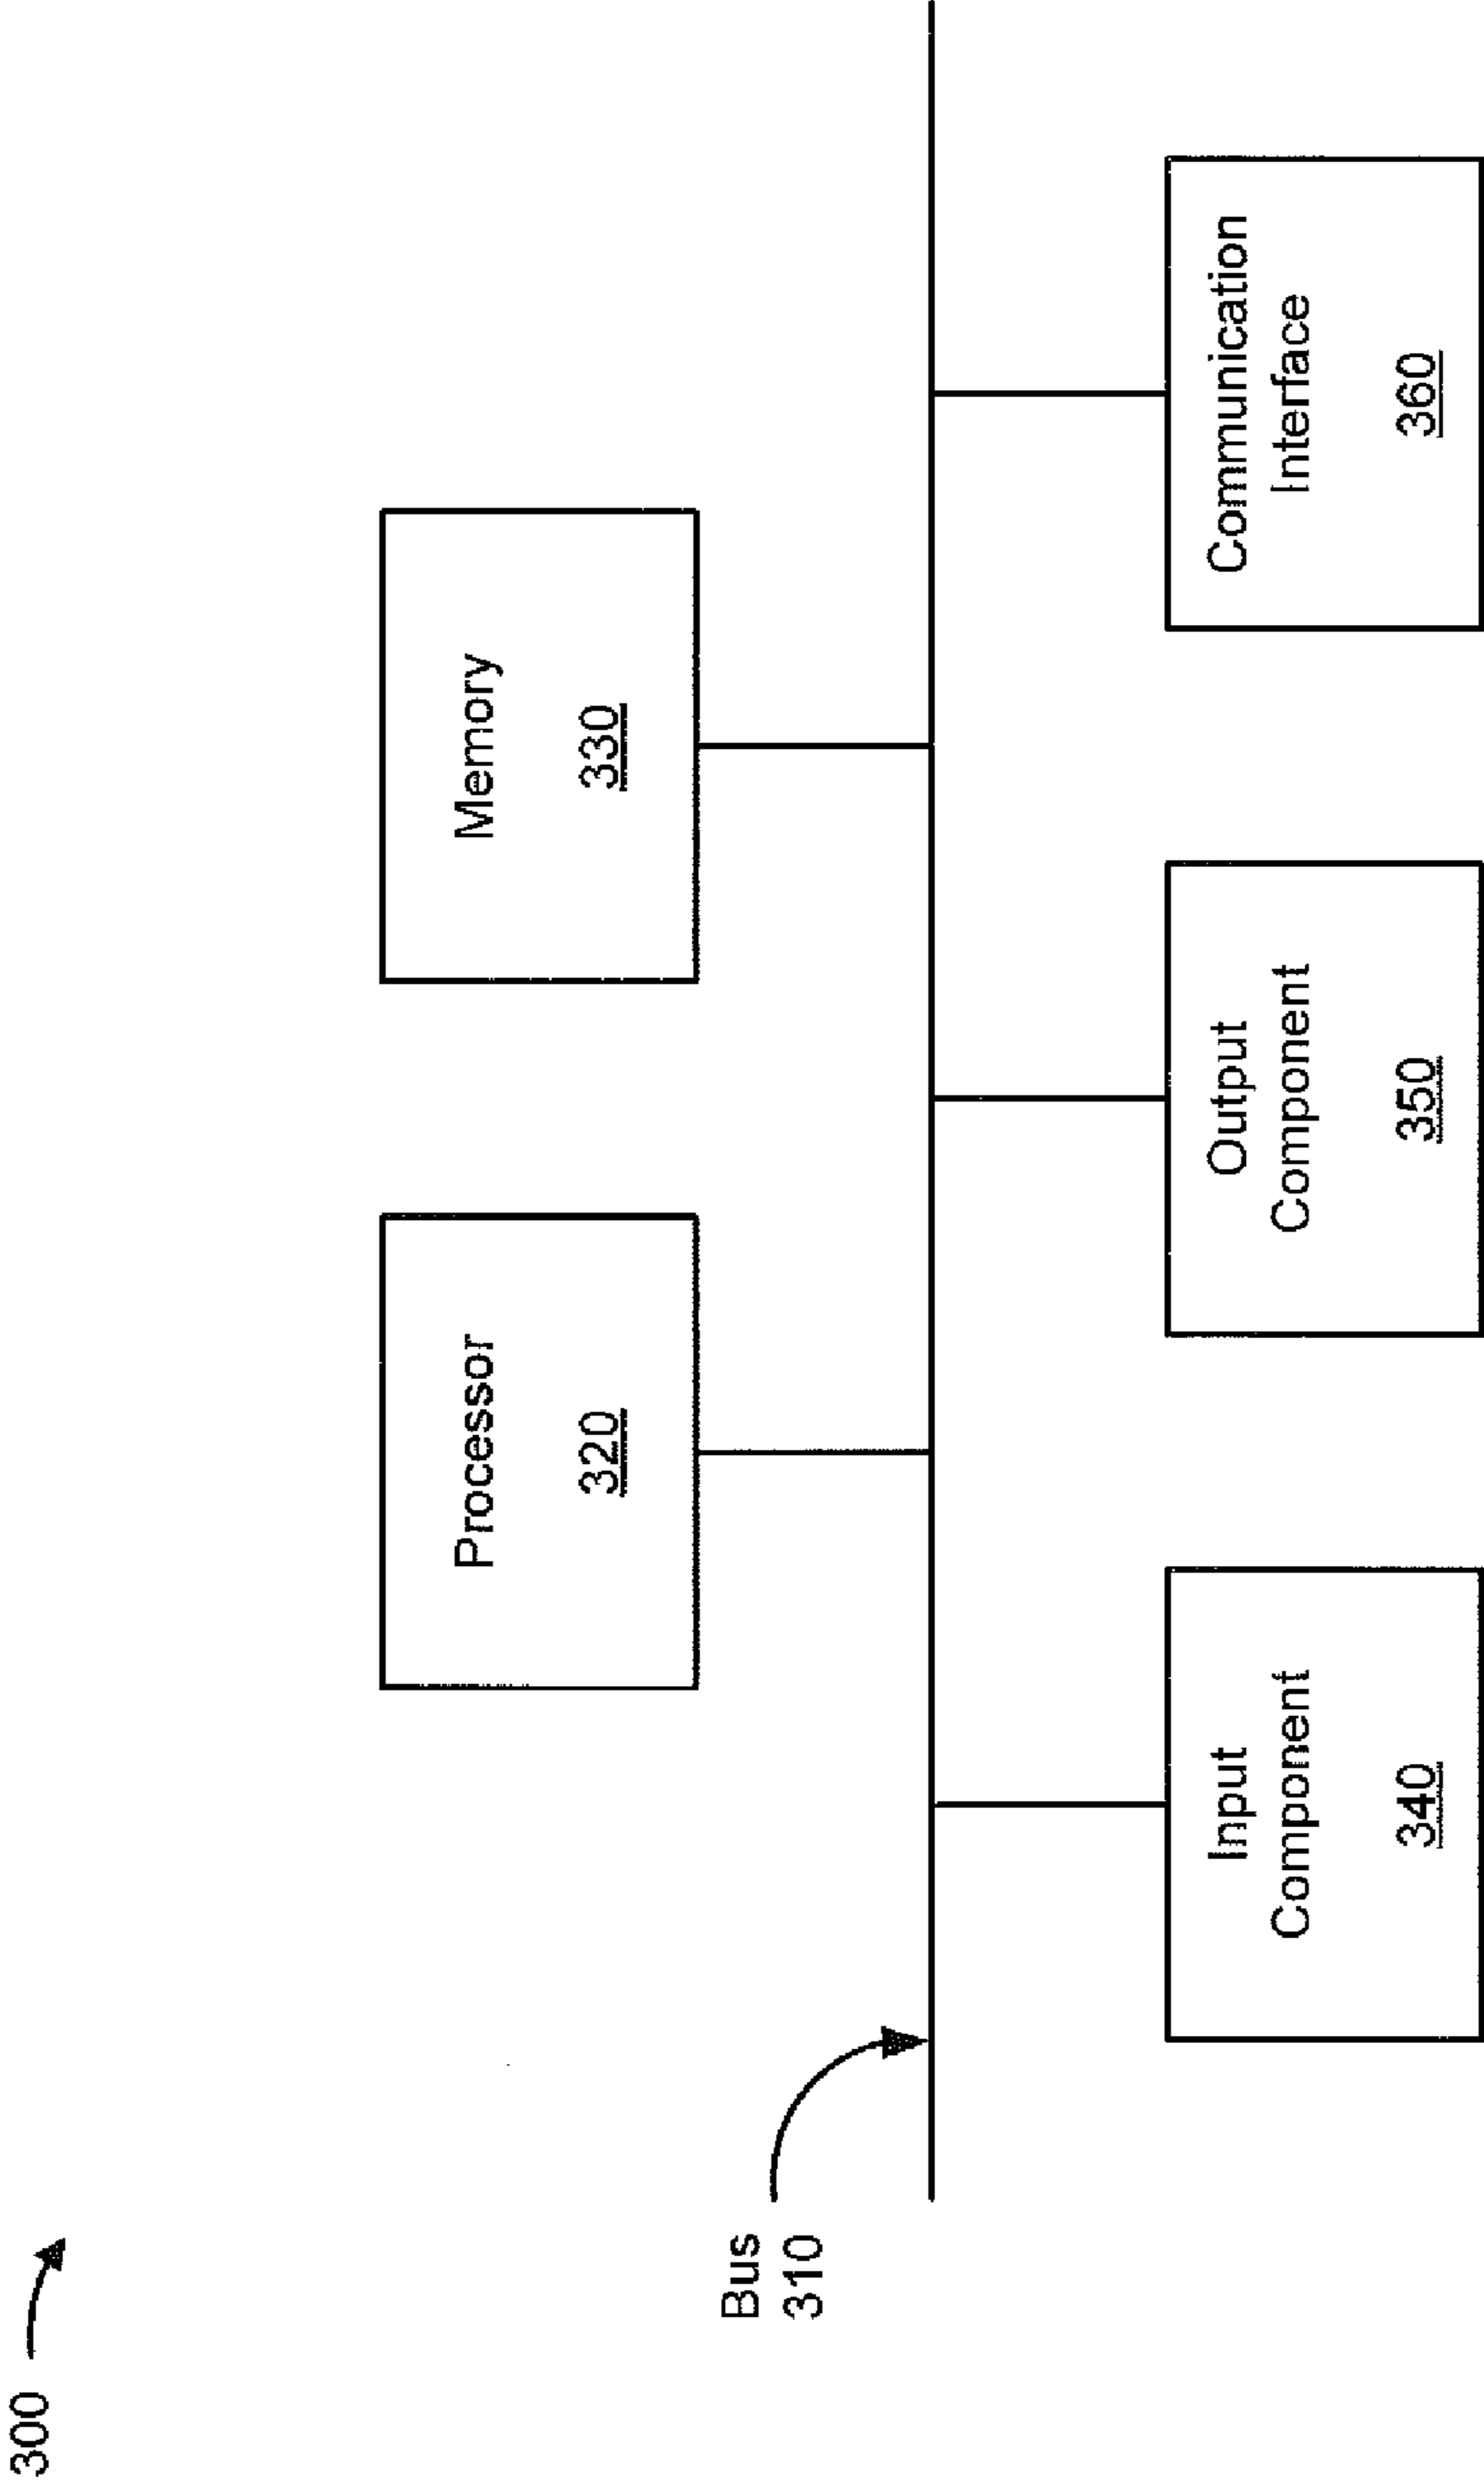 300
Bus
310
Processor
320
Memory
330
Input
Component
340
Output
Component
350
Communication
Interface
360